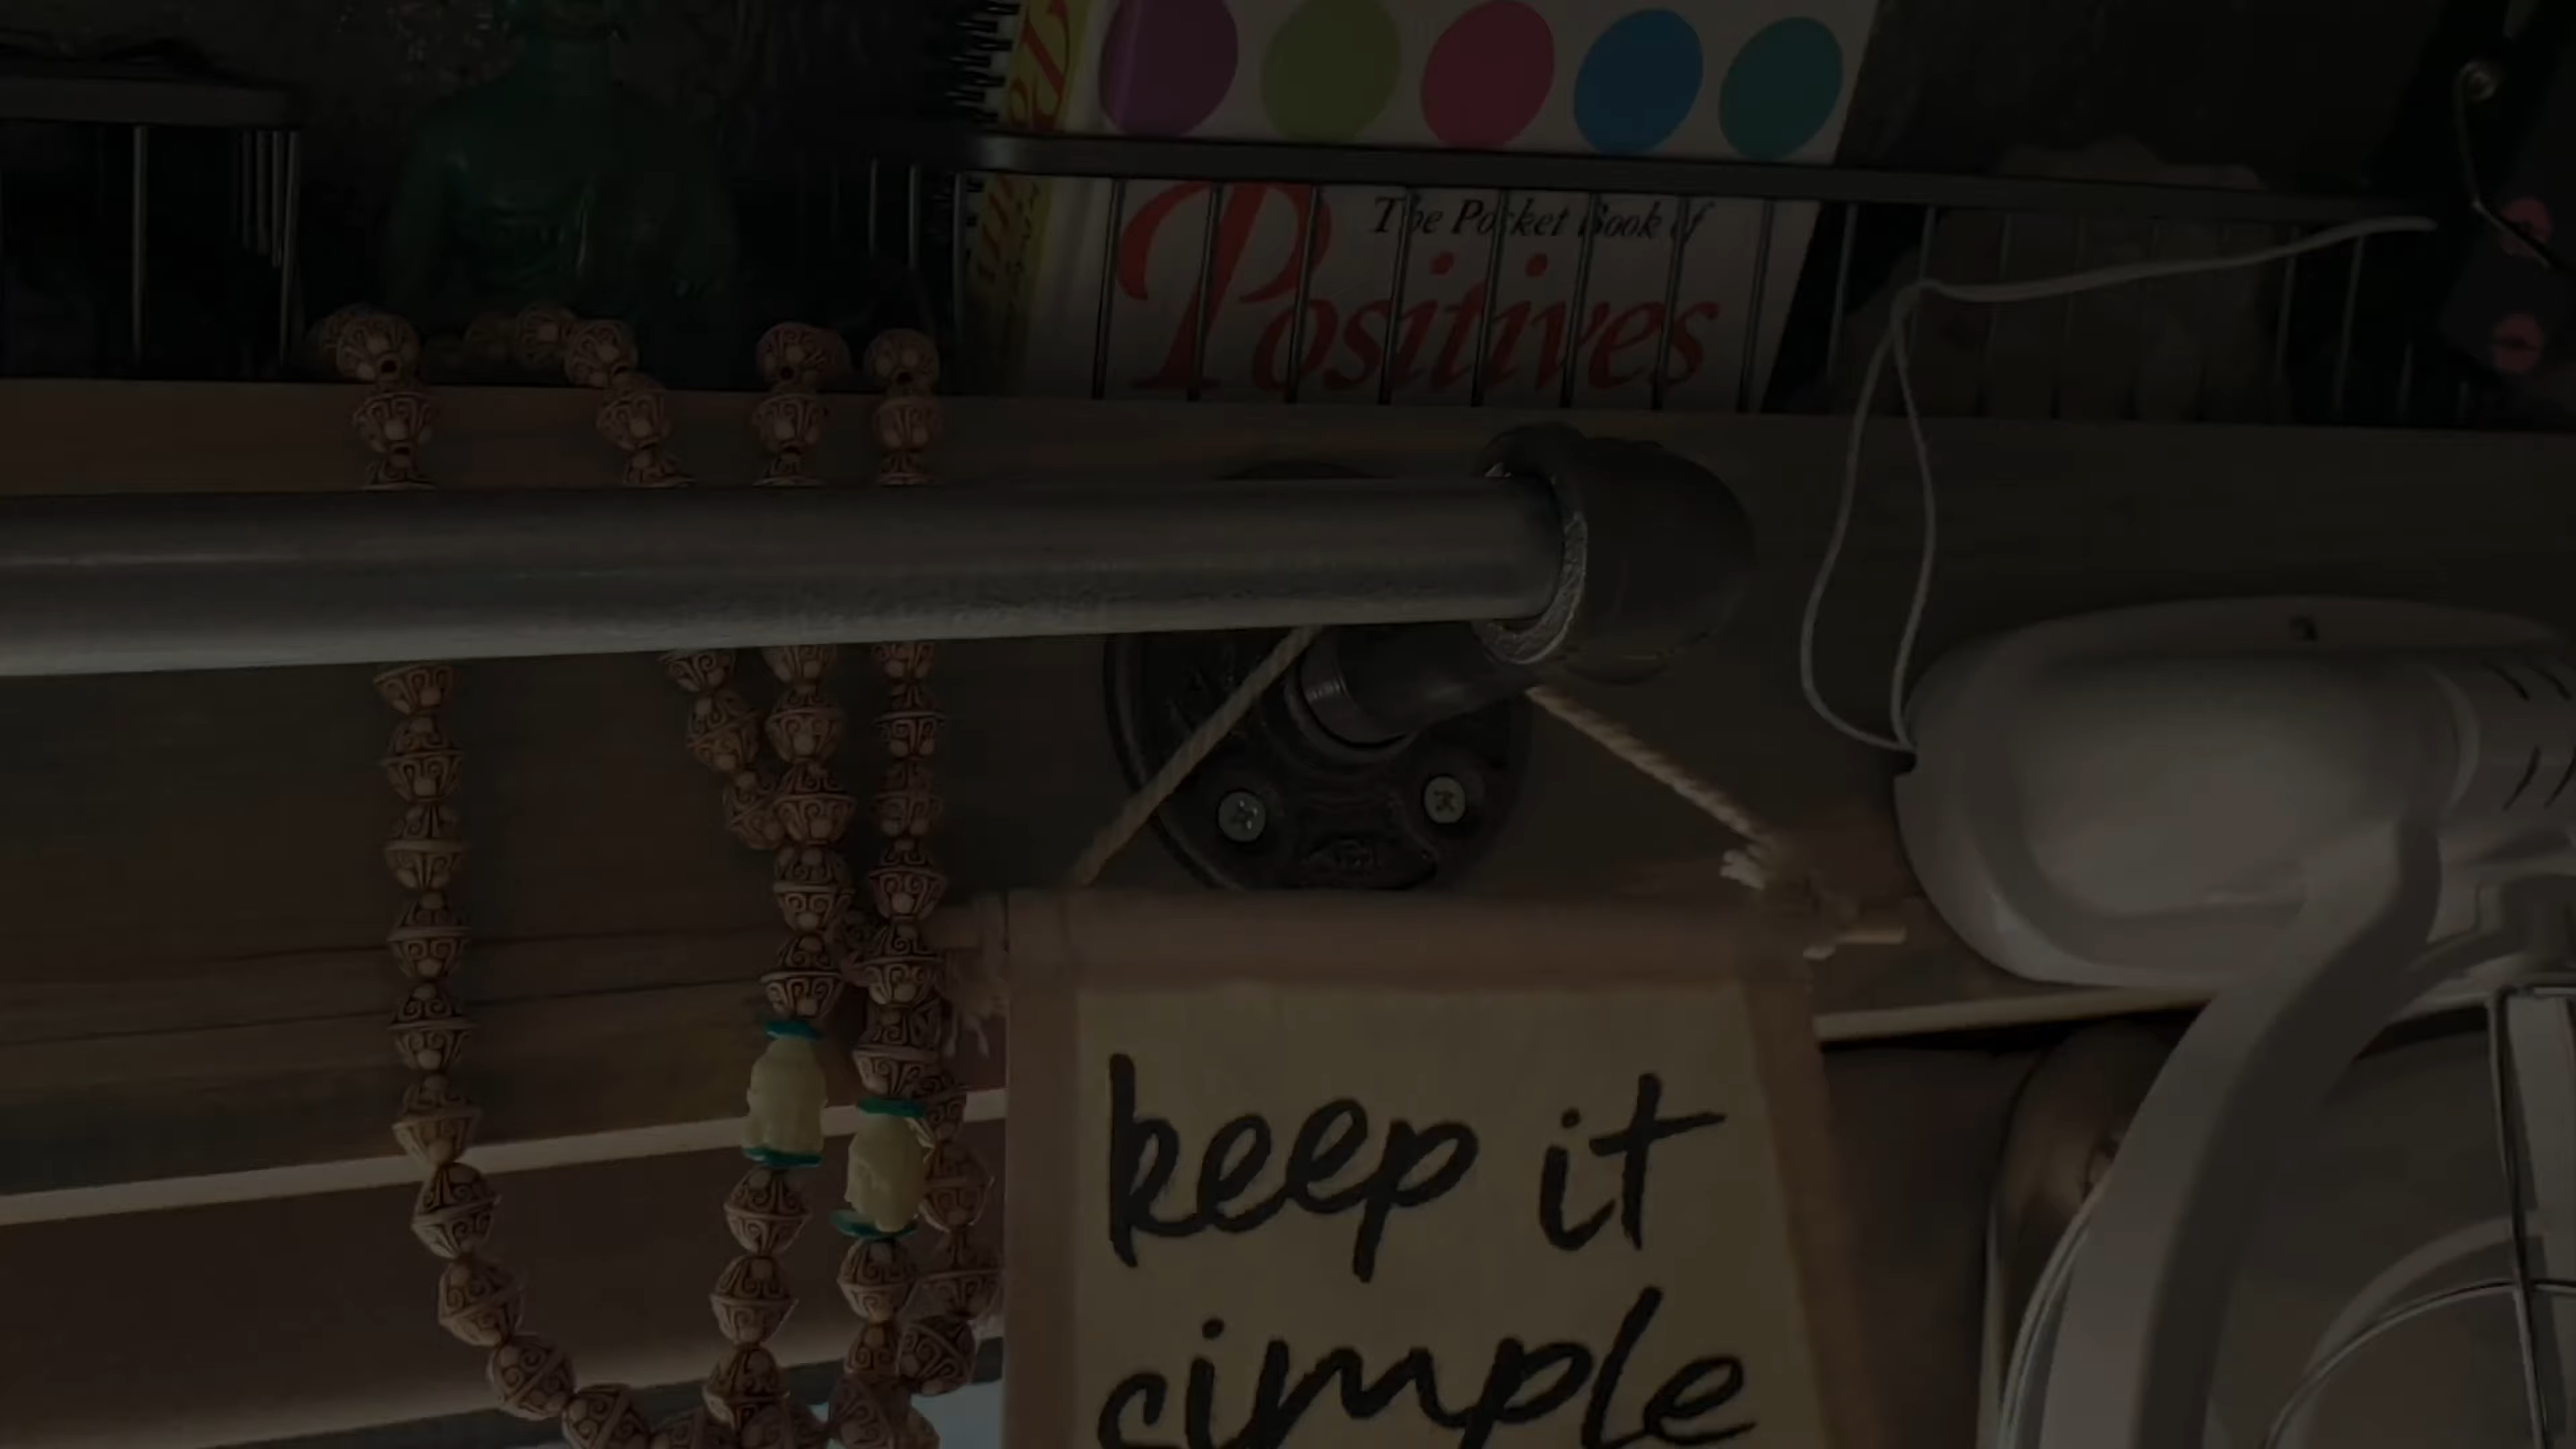 The Pocket Book of
Positives
keep it
simple